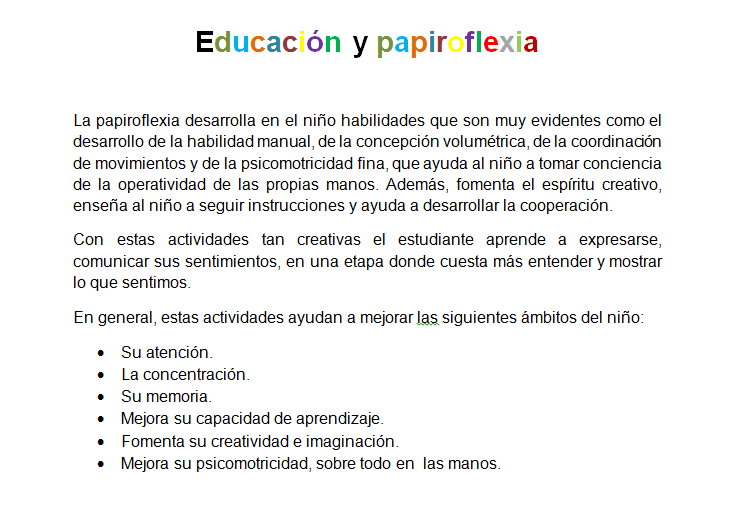 Educación y papiroflexia
La papiroflexia desarrolla en el niño habilidades que son muy evidentes como el
desarrollo de la habilidad manual, de la concepción volumétrica, de la coordinación
de movimientos y de la psicomotricidad fina, que ayuda al niño a tomar conciencia
de la operatividad de las propias manos. Además, fomenta el espíritu creativo,
enseña al niño a seguir instrucciones y ayuda a desarrollar la cooperación.
Con estas actividades tan creativas el estudiante aprende a expresarse,
comunicar sus sentimientos, en una etapa donde cuesta más entender y mostrar
lo que sentimos.
En general, estas actividades ayudan a mejorar las siguientes ámbitos del niño:
• Su atención.
• La concentración.
• Su memoria.
• Mejora su capacidad de aprendizaje.
• Fomenta su creatividad e imaginación.
• Mejora su psicomotricidad, sobre todo en  las manos.